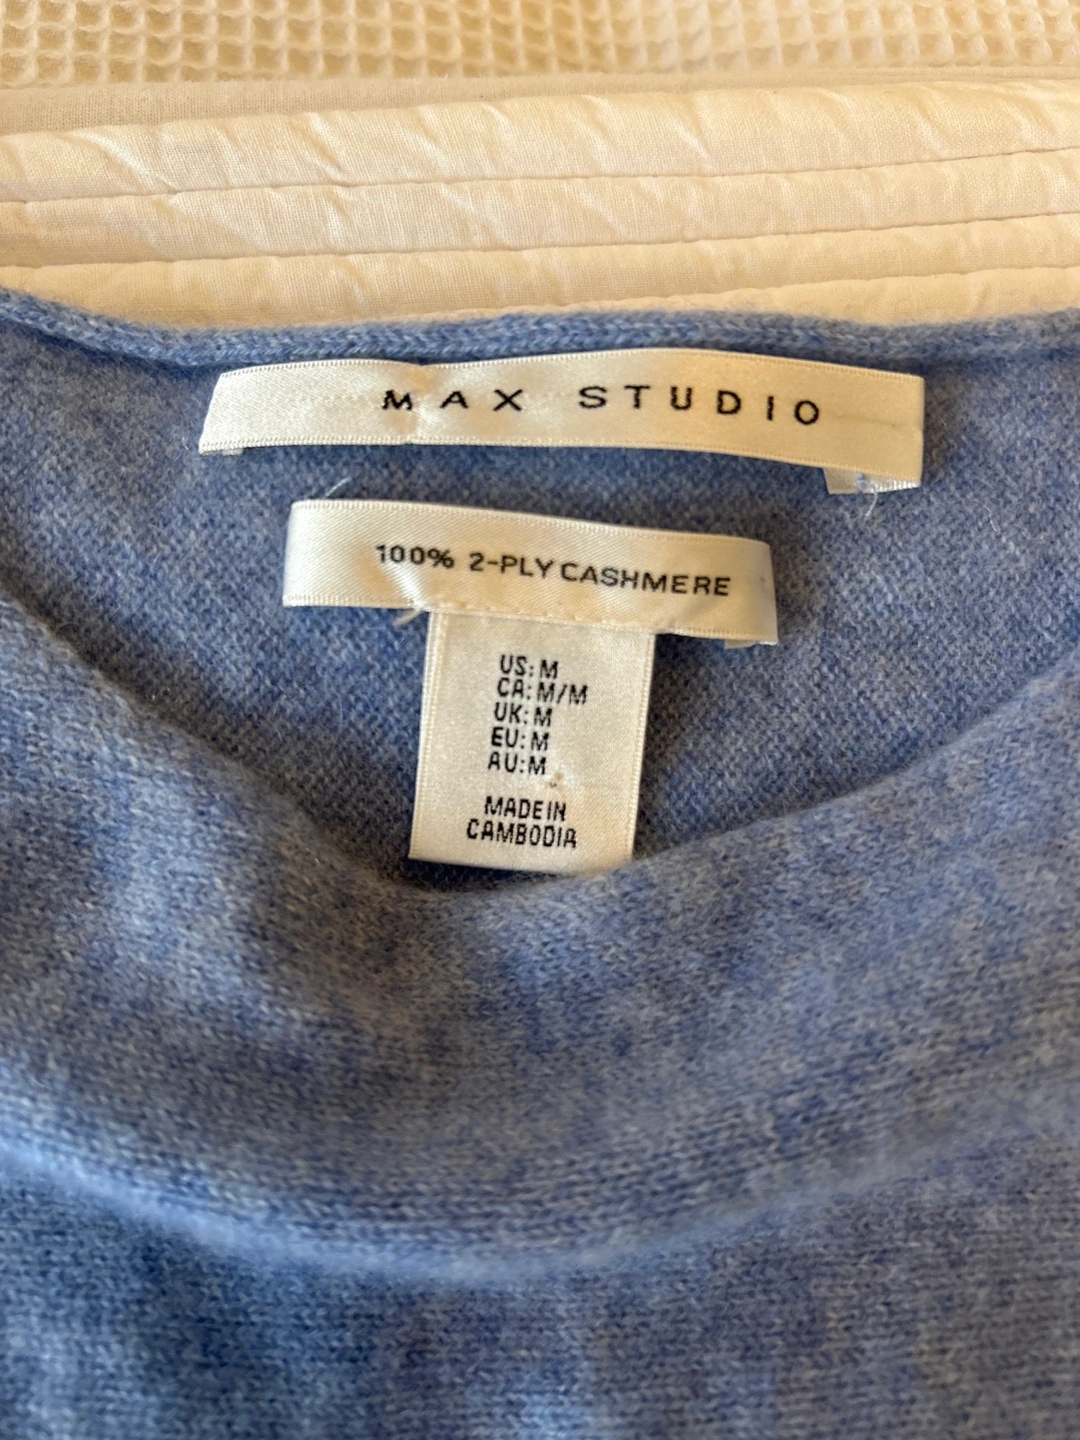 MAX STUDIO
100% 2-PLY CASHMERE
US: M
CA: M/M
UK: M
EU: M
AU: M
MADE IN
CAMBODIA